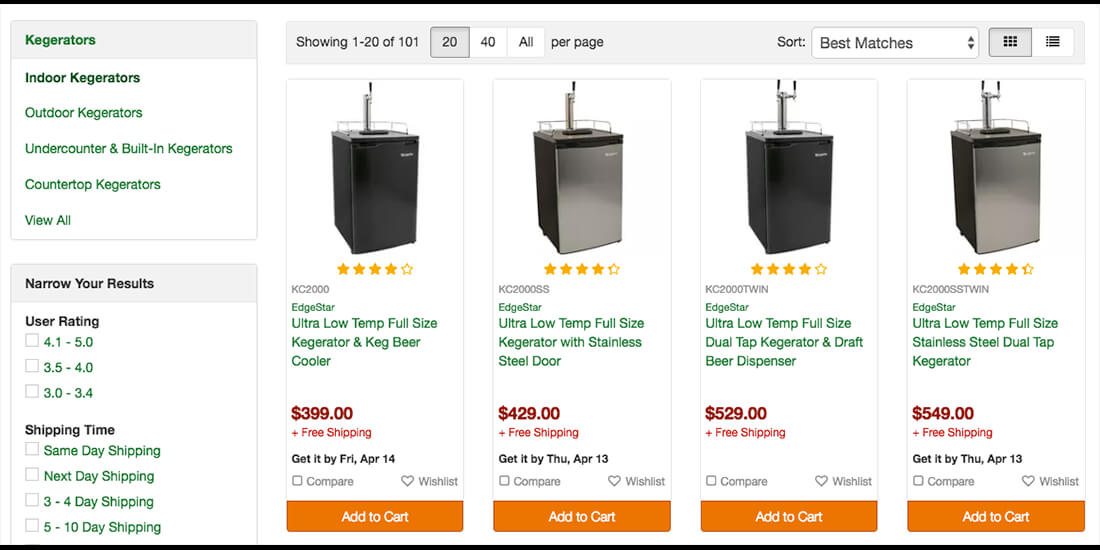 Kegerators
Indoor Kegerators
Outdoor Kegerators
Undercounter & Built-In Kegerators
Countertop Kegerators
View All
Narrow Your Results
User Rating
4.1 - 5.0
3.5 - 4.0
3.0 - 3.4
Shipping Time
Same Day Shipping
Next Day Shipping
3 - 4 Day Shipping
5 - 10 Day Shipping
Showing 1-20 of 101 20 40 All per page
Sort: Best Matches
KC2000
EdgeStar
Ultra Low Temp Full Size
Kegerator & Keg Beer
Cooler
$399.00
+ Free Shipping
Get it by Fri, Apr 14
Compare Wishlist
Add to Cart
KC2000SS
EdgeStar
Ultra Low Temp Full Size
Kegerator with Stainless
Steel Door
$429.00
+ Free Shipping
Get it by Thu, Apr 13
Compare Wishlist
Add to Cart
KC2000TWIN
EdgeStar
Ultra Low Temp Full Size
Dual Tap Kegerator & Draft
Beer Dispenser
$529.00
+ Free Shipping
Compare Wishlist
Add to Cart
KC2000SSTWIN
EdgeStar
Ultra Low Temp Full Size
Stainless Steel Dual Tap
Kegerator
$549.00
+ Free Shipping
Get it by Thu, Apr 13
Compare Wishlist
Add to Cart